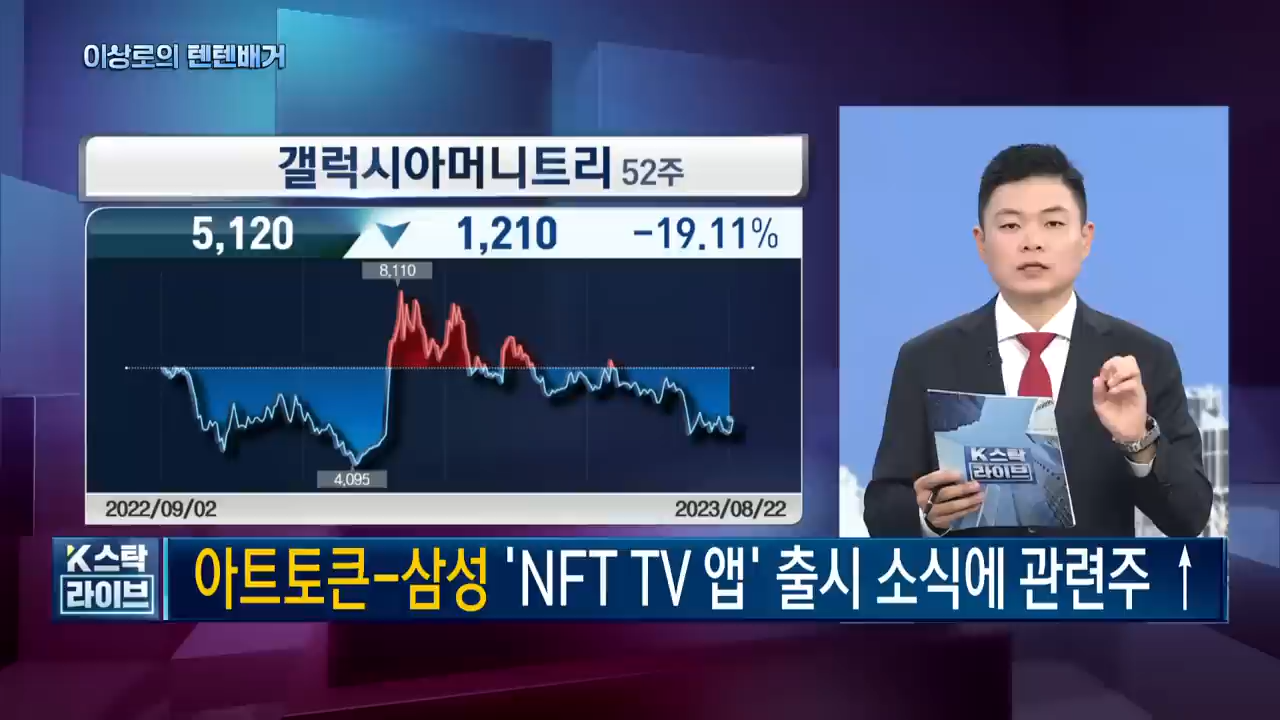 이상로의 텐텐배거
갤럭시아머니트리 52주
5,120 ▼ 1,210 -19.11%
8,110
4,095
2022/09/02 2023/08/22
K스탁
라이브
K스탁
라이브
아트토큰-삼성 'NFT TV 앱' 출시 소식에 관련주 ↑